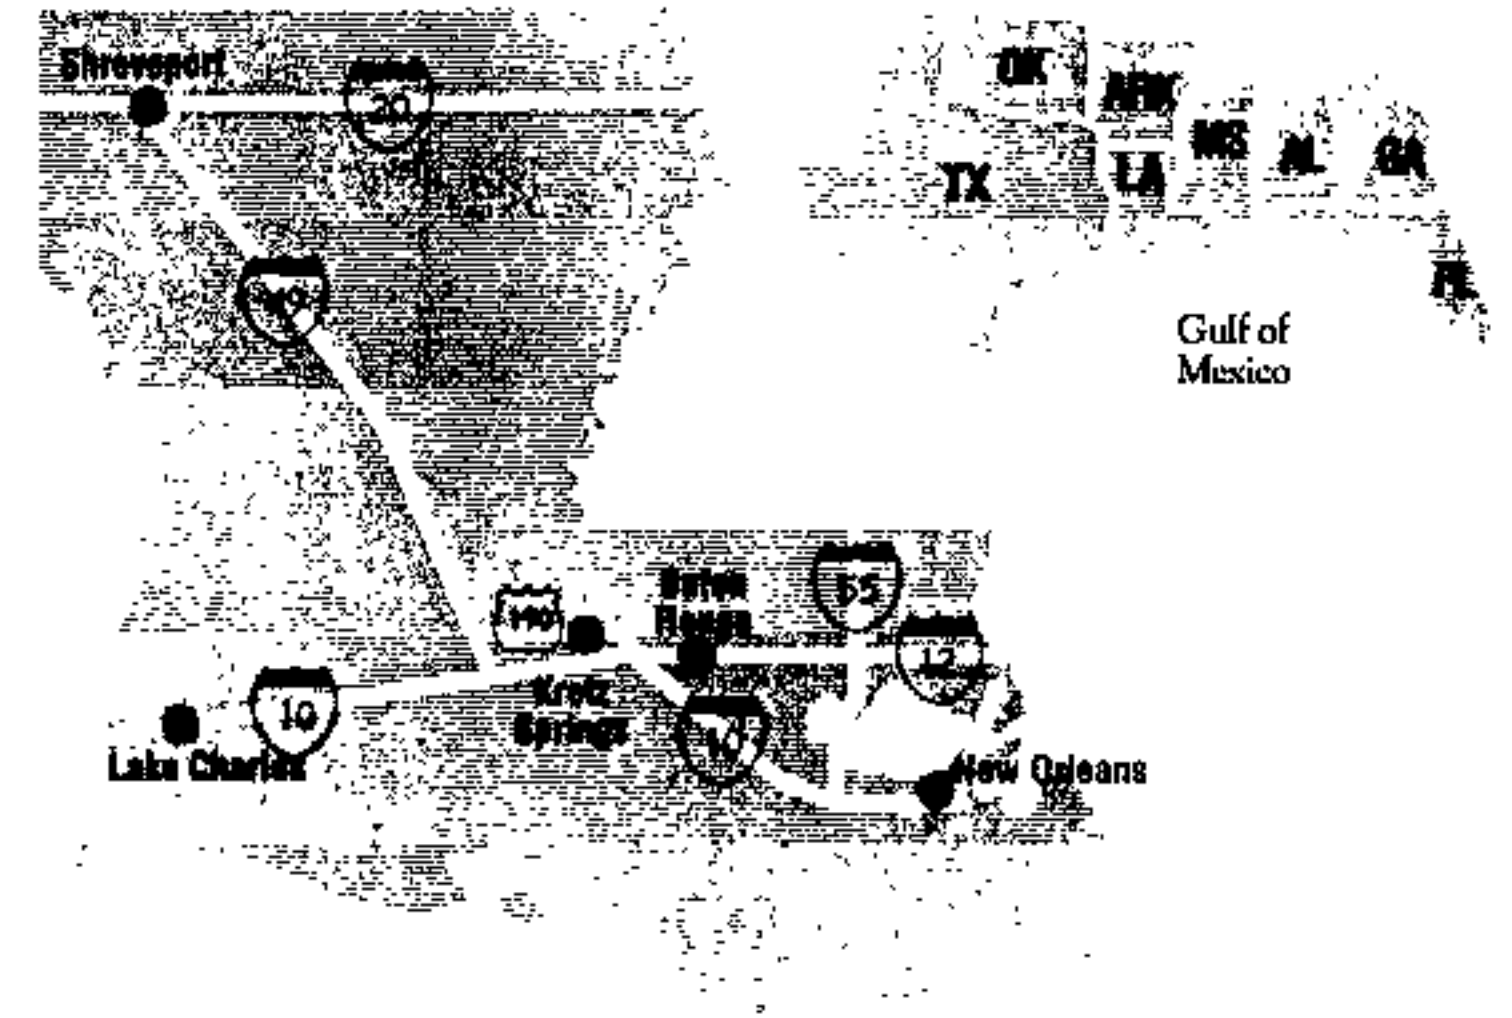 Shreveport
20
OK
ARK
MS
AL
GA
TX
LA
FL
Gulf of
Mexico
Baton
Rouge
55
190
12
Krotz
Springs
10
10
Lake Charles
New Orleans